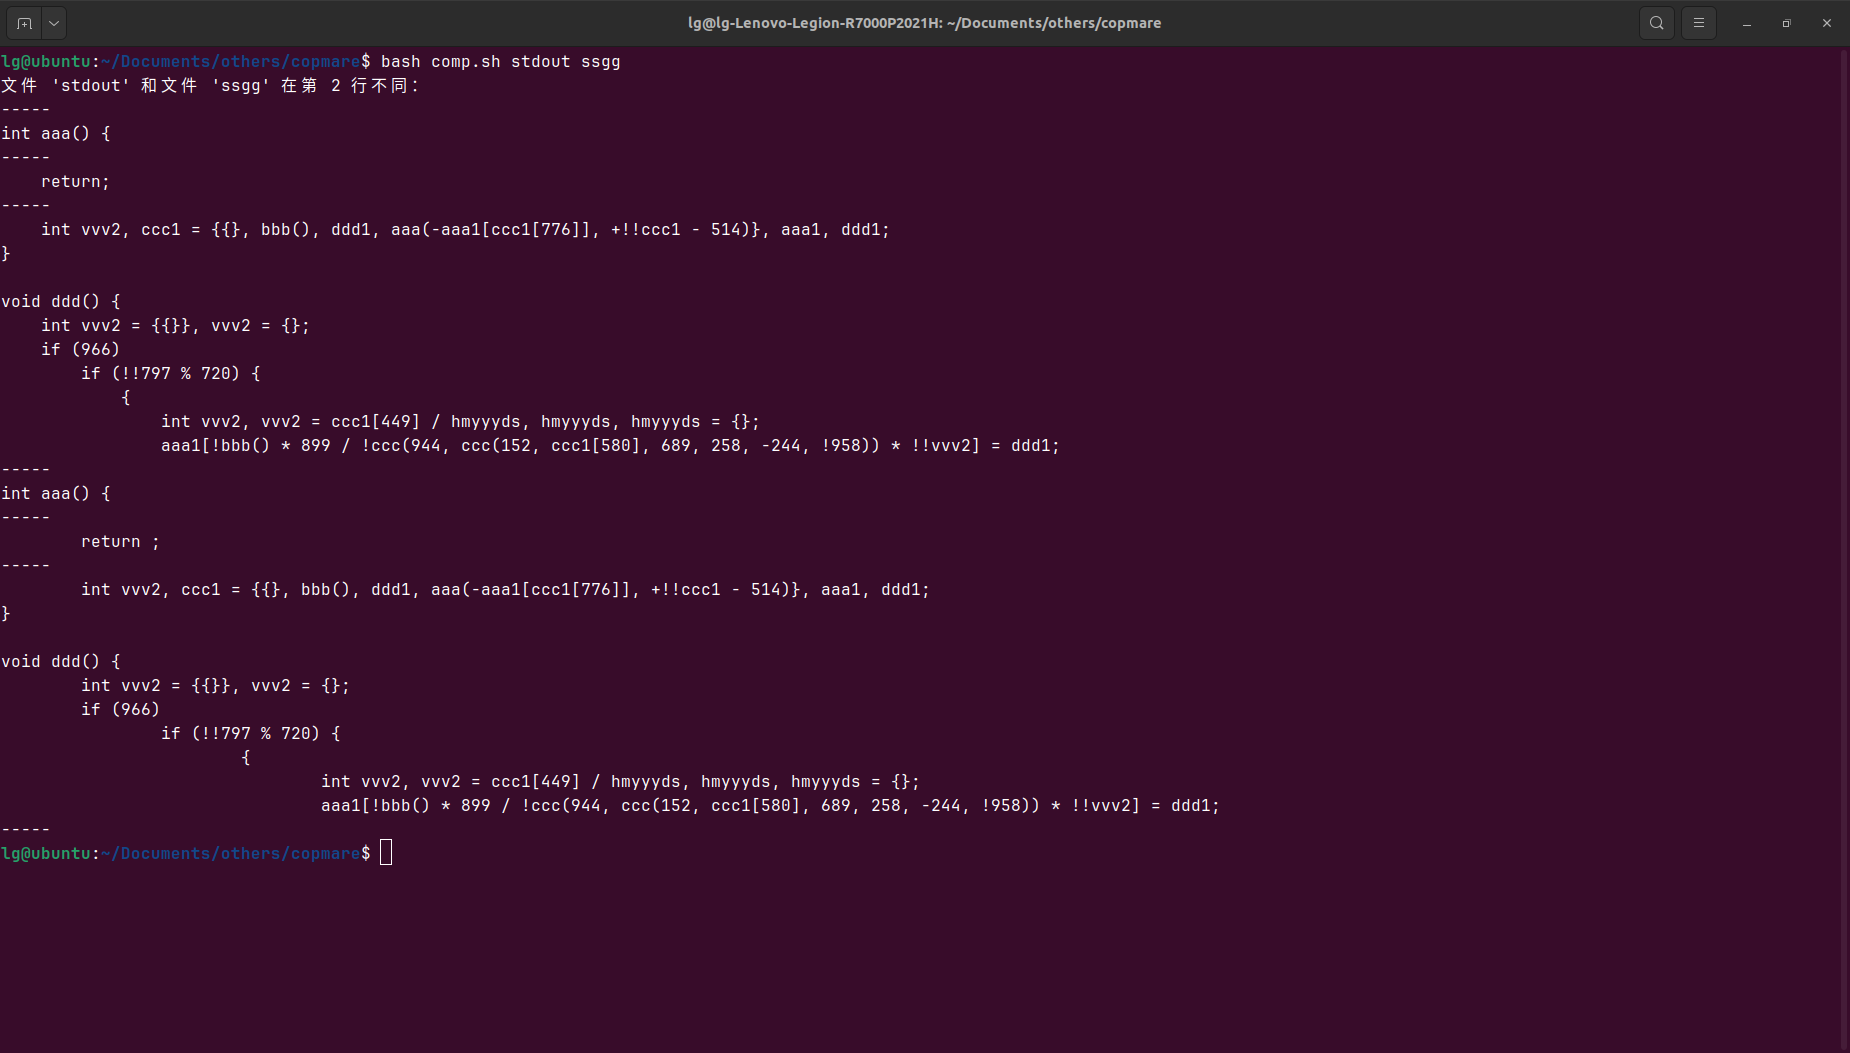 lg@lg-Lenovo-Legion-R7000P2021H: ~/Documents/others/copmare
lg@ubuntu:~/Documents/others/copmare$ bash comp.sh stdout ssgg
文件 'stdout' 和文件 'ssgg' 在第 2 行不同：
-----
int aaa() {
-----
    return;
-----
    int vvv2, ccc1 = {{}, bbb(), ddd1, aaa(-aaa1[ccc1[776]], +!!ccc1 - 514)}, aaa1, ddd1;
}

void ddd() {
    int vvv2 = {{}}, vvv2 = {};
    if (966)
        if (!!797 % 720) {
            {
                int vvv2, vvv2 = ccc1[449] / hmyyyds, hmyyyds, hmyyyds = {};
                aaa1[!bbb() * 899 / !ccc(944, ccc(152, ccc1[580], 689, 258, -244, !958)) * !!vvv2] = ddd1;
-----
int aaa() {
-----
        return ;
-----
        int vvv2, ccc1 = {{}, bbb(), ddd1, aaa(-aaa1[ccc1[776]], +!!ccc1 - 514)}, aaa1, ddd1;
}

void ddd() {
        int vvv2 = {{}}, vvv2 = {};
        if (966)
                if (!!797 % 720) {
                        {
                                int vvv2, vvv2 = ccc1[449] / hmyyyds, hmyyyds, hmyyyds = {};
                                aaa1[!bbb() * 899 / !ccc(944, ccc(152, ccc1[580], 689, 258, -244, !958)) * !!vvv2] = ddd1;
-----
lg@ubuntu:~/Documents/others/copmare$